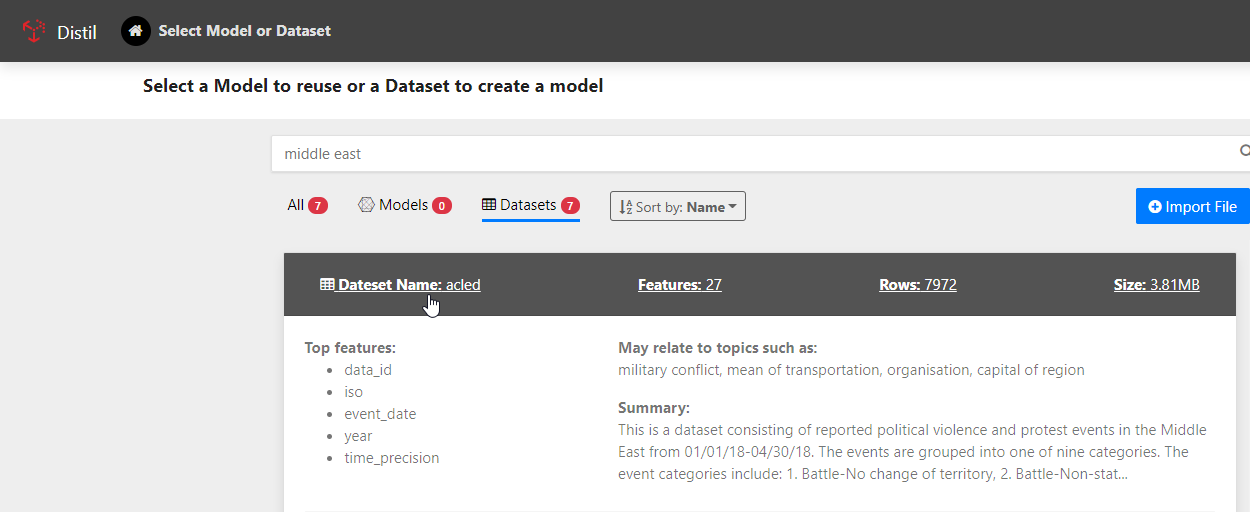 Distil Select Model or Dataset
Select a Model to reuse or a Dataset to create a model
middle east
All 7 Models 0 Datasets 7 Sort by: Name Import File
Dateset Name: acled Features: 27 Rows: 7972 Size: 3.81MB
Top features:
data_id
iso
event_date
year
time_precision
May relate to topics such as:
military conflict, mean of transportation, organisation, capital of region
Summary:
This is a dataset consisting of reported political violence and protest events in the Middle
East from 01/01/18-04/30/18. The events are grouped into one of nine categories. The
event categories include: 1. Battle-No change of territory, 2. Battle-Non-stat...